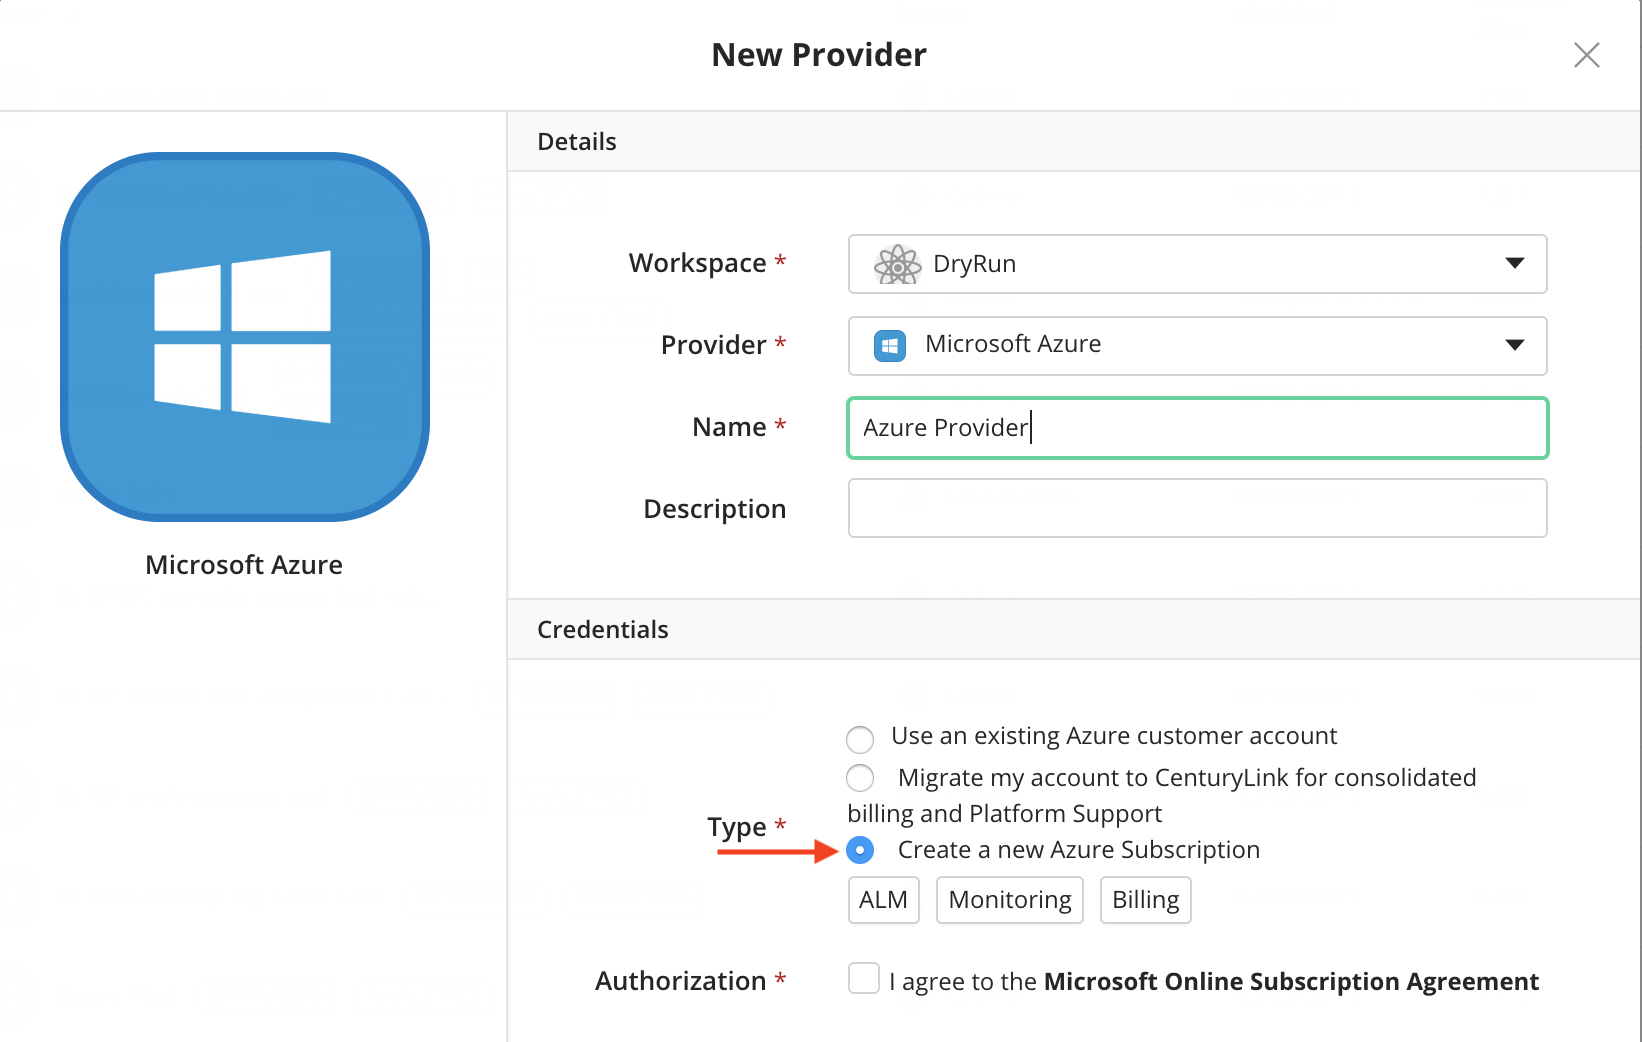 New Provider
Details
Workspace *
DryRun
Provider *
Microsoft Azure
Name *
Azure Provider
Description
Microsoft Azure
Credentials
Use an existing Azure customer account
Migrate my account to CenturyLink for consolidated
billing and Platform Support
Type *
Create a new Azure Subscription
ALM
Monitoring
Billing
Authorization *
I agree to the Microsoft Online Subscription Agreement